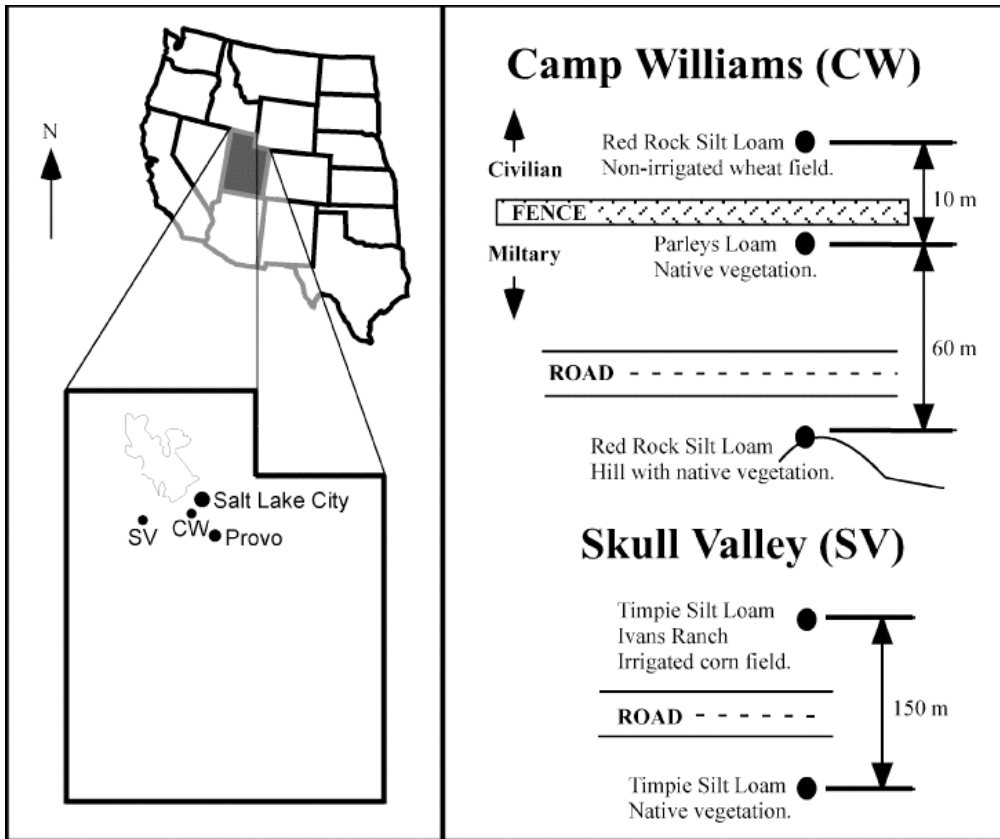 N
Salt Lake City
SV
CW
Provo
Camp Williams (CW)
Civilian
Red Rock Silt Loam
Non-irrigated wheat field.
10 m
FENCE
Miltary
Parleys Loam
Native vegetation.
60 m
ROAD
Red Rock Silt Loam
Hill with native vegetation.
Skull Valley (SV)
Timpie Silt Loam
Ivans Ranch
Irrigated corn field.
ROAD
150 m
Timpie Silt Loam
Native vegetation.